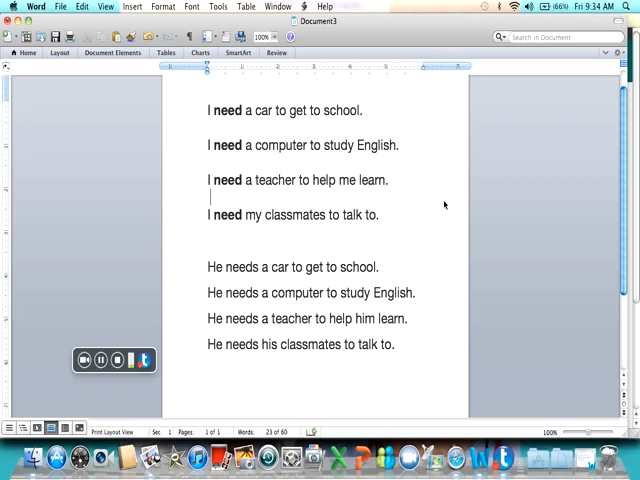 Word File Edit View Insert Format Font Tools Table Window Help (66%) Fri 9:34 AM
Document3
100% Search in Document
Home Layout Document Elements Tables Charts SmartArt Review
I need a car to get to school.
I need a computer to study English.
I need a teacher to help me learn.
I need my classmates to talk to.
He needs a car to get to school.
He needs a computer to study English.
He needs a teacher to help him learn.
He needs his classmates to talk to.
Print Layout View Sec 1 Pages: 1 of 1 Words: 23 of 60 100%